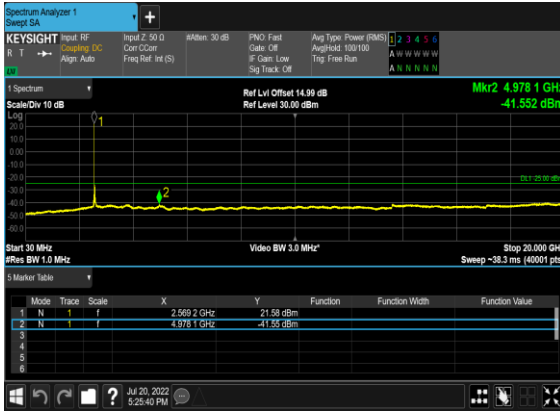 Spectrum Analyzer 1
Swept SA
+
KEYSIGHT Input: RF Input Z: 50 Ω #Atten: 30 dB PNO: Fast Avg Type: Power (RMS) 1 2 3 4 5 6
R T Coupling: DC Corr CCorr Gate: Off Avg|Hold: 100/100 A W W W W W
Align: Auto Freq Ref: Int (S) IF Gain: Low Trig: Free Run
Sig Track: Off A N N N N N
1 Spectrum
Scale/Div 10 dB Ref Lvl Offset 14.99 dB Mkr2 4.978 1 GHz
Ref Level 30.00 dBm -41.552 dBm
Log
20.0
10.0
0.00
-10.0
-20.0
-30.0
-40.0
-50.0
-60.0
1
2
Start 30 MHz Video BW 3.0 MHz* Stop 20.000 GH
#Res BW 1.0 MHz Sweep ~38.3 ms (40001 pts
5 Marker Table
Mode Trace Scale X Y Function Function Width Function Value
1 N 1 f 2.569 2 GHz 21.58 dBm
2 N 1 f 4.978 1 GHz -41.55 dBm
3
4
5
6
? Jul 20, 2022
5:25:40 PM